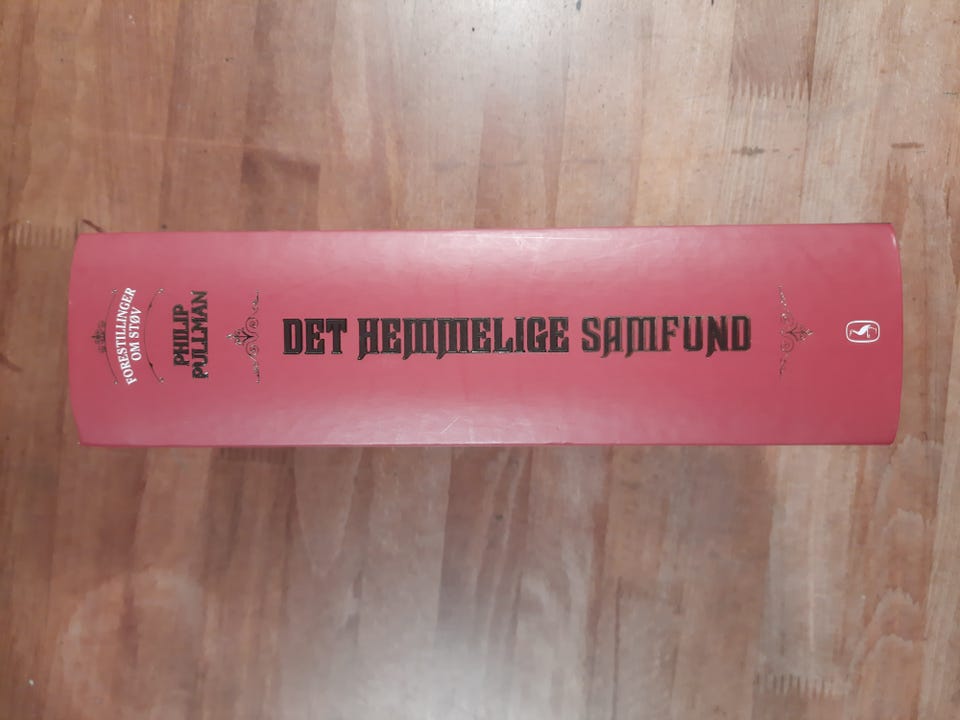 FORESTILLINGER
OM STØV
PHILIP
PULLMAN
DET HEMMELIGE SAMFUND